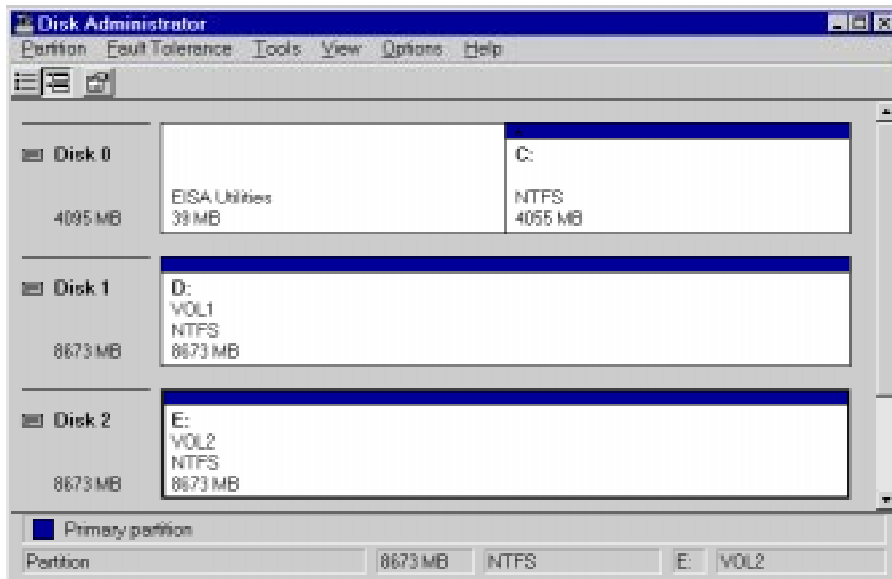 Disk Administrator
Partition Fault Tolerance Tools View Options Help
Disk 0
4095 MB
EISA Utilities
39 MB
C:
NTFS
4055 MB
Disk 1
8673 MB
D:
VOL1
NTFS
8673 MB
Disk 2
8673 MB
E:
VOL2
NTFS
8673 MB
Primary partition
Partition 8673 MB NTFS E: VOL2